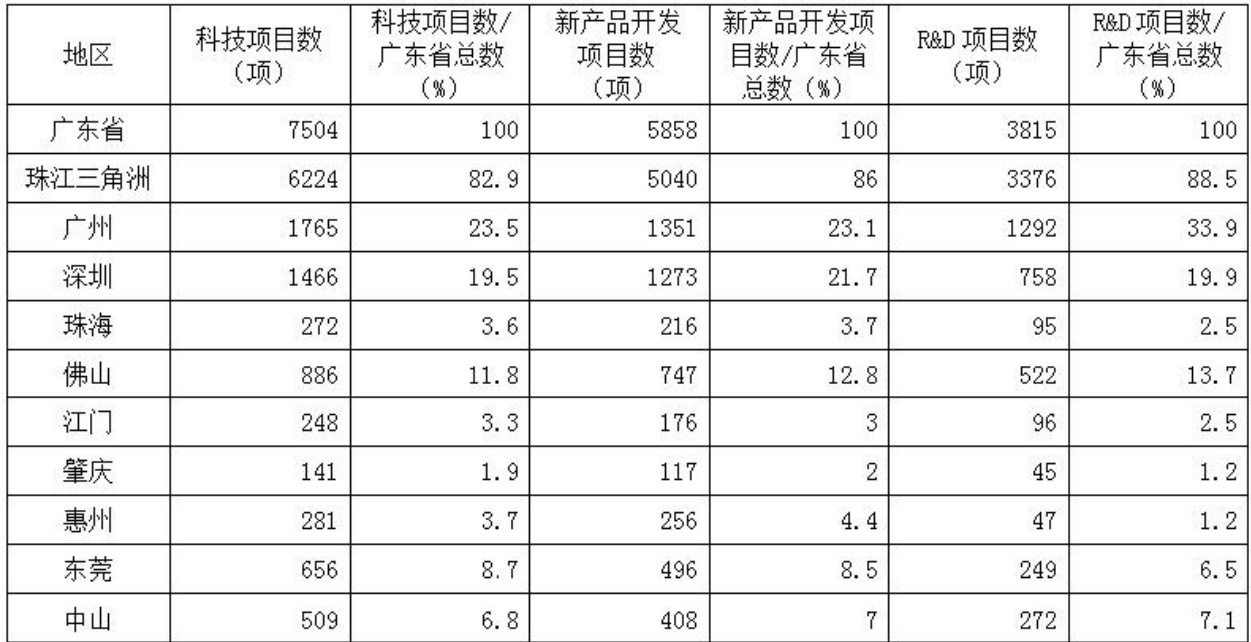 地区 科技项目数（项） 科技项目数/广东省总数（%） 新产品开发项目数（项） 新产品开发项目数/广东省总数（%） R&D项目数（项） R&D项目数/广东省总数（%）
广东省 7504 100 5858 100 3815 100
珠江三角洲 6224 82.9 5040 86 3376 88.5
广州 1765 23.5 1351 23.1 1292 33.9
深圳 1466 19.5 1273 21.7 758 19.9
珠海 272 3.6 216 3.7 95 2.5
佛山 886 11.8 747 12.8 522 13.7
江门 248 3.3 176 3 96 2.5
肇庆 141 1.9 117 2 45 1.2
惠州 281 3.7 256 4.4 47 1.2
东莞 656 8.7 496 8.5 249 6.5
中山 509 6.8 408 7 272 7.1